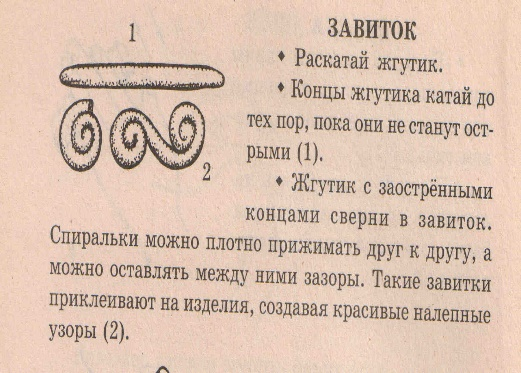 1
ЗАВИТОК
♦ Раскатай жгутик.
♦ Концы жгутика катай до
тех пор, пока они не станут ост-
рыми (1).
2
♦ Жгутик с заострёнными
концами сверни в завиток.
Спиральки можно плотно прижимать друг к другу, а
можно оставлять между ними зазоры. Такие завитки
приклеивают на изделия, создавая красивые налепные
узоры (2).